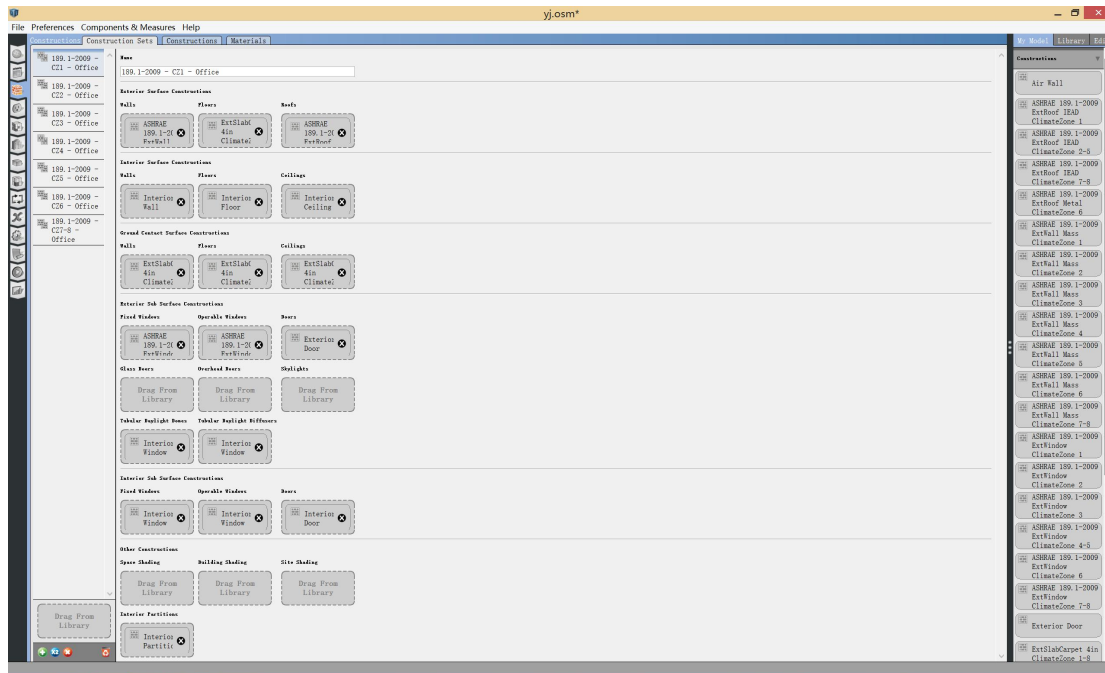 yj.osm*
File Preferences Components & Measures Help
Constructions Construction Sets Constructions Materials
My Model Library Edi
189.1-2009 -
CZ1 - Office
189.1-2009 -
CZ2 - Office
189.1-2009 -
CZ3 - Office
189.1-2009 -
CZ4 - Office
189.1-2009 -
CZ5 - Office
189.1-2009 -
CZ6 - Office
189.1-2009 -
CZ7-8 -
Office
Drag From
Library
Name
189.1-2009 - CZ1 - Office
Exterior Surface Constructions
Walls Floors Roofs
ASHRAE
189.1-20
ExtWall
ExtSlab
4in
Climate
ASHRAE
189.1-20
ExtRoof
Interior Surface Constructions
Walls Floors Ceilings
Interior
Wall
Interior
Floor
Interior
Ceiling
Ground Contact Surface Constructions
Walls Floors Ceilings
ExtSlab
4in
Climate
ExtSlab
4in
Climate
ExtSlab
4in
Climate
Exterior Sub Surface Constructions
Fixed Windows Operable Windows Doors
ASHRAE
189.1-20
ExtWind
ASHRAE
189.1-20
ExtWind
Exterior
Door
Glass Doors Overhead Doors Skylights
Drag From
Library
Drag From
Library
Drag From
Library
Tubular Daylight Domes Tubular Daylight Diffusers
Interior
Window
Interior
Window
Interior Sub Surface Constructions
Fixed Windows Operable Windows Doors
Interior
Window
Interior
Window
Interior
Door
Other Constructions
Space Shading Building Shading Site Shading
Drag From
Library
Drag From
Library
Drag From
Library
Interior Partitions
Interior
Partitic
Constructions
Air Wall
ASHRAE 189.1-2009
ExtRoof IEAD
ClimateZone 1
ASHRAE 189.1-2009
ExtRoof IEAD
ClimateZone 2-5
ASHRAE 189.1-2009
ExtRoof IEAD
ClimateZone 7-8
ASHRAE 189.1-2009
ExtRoof Metal
ClimateZone 6
ASHRAE 189.1-2009
ExtWall Mass
ClimateZone 1
ASHRAE 189.1-2009
ExtWall Mass
ClimateZone 2
ASHRAE 189.1-2009
ExtWall Mass
ClimateZone 3
ASHRAE 189.1-2009
ExtWall Mass
ClimateZone 4
ASHRAE 189.1-2009
ExtWall Mass
ClimateZone 5
ASHRAE 189.1-2009
ExtWall Mass
ClimateZone 6
ASHRAE 189.1-2009
ExtWall Mass
ClimateZone 7-8
ASHRAE 189.1-2009
ExtWindow
ClimateZone 1
ASHRAE 189.1-2009
ExtWindow
ClimateZone 2
ASHRAE 189.1-2009
ExtWindow
ClimateZone 3
ASHRAE 189.1-2009
ExtWindow
ClimateZone 4-5
ASHRAE 189.1-2009
ExtWindow
ClimateZone 6
ASHRAE 189.1-2009
ExtWindow
ClimateZone 7-8
Exterior Door
ExtSlabCarpet 4in
ClimateZone 1-8